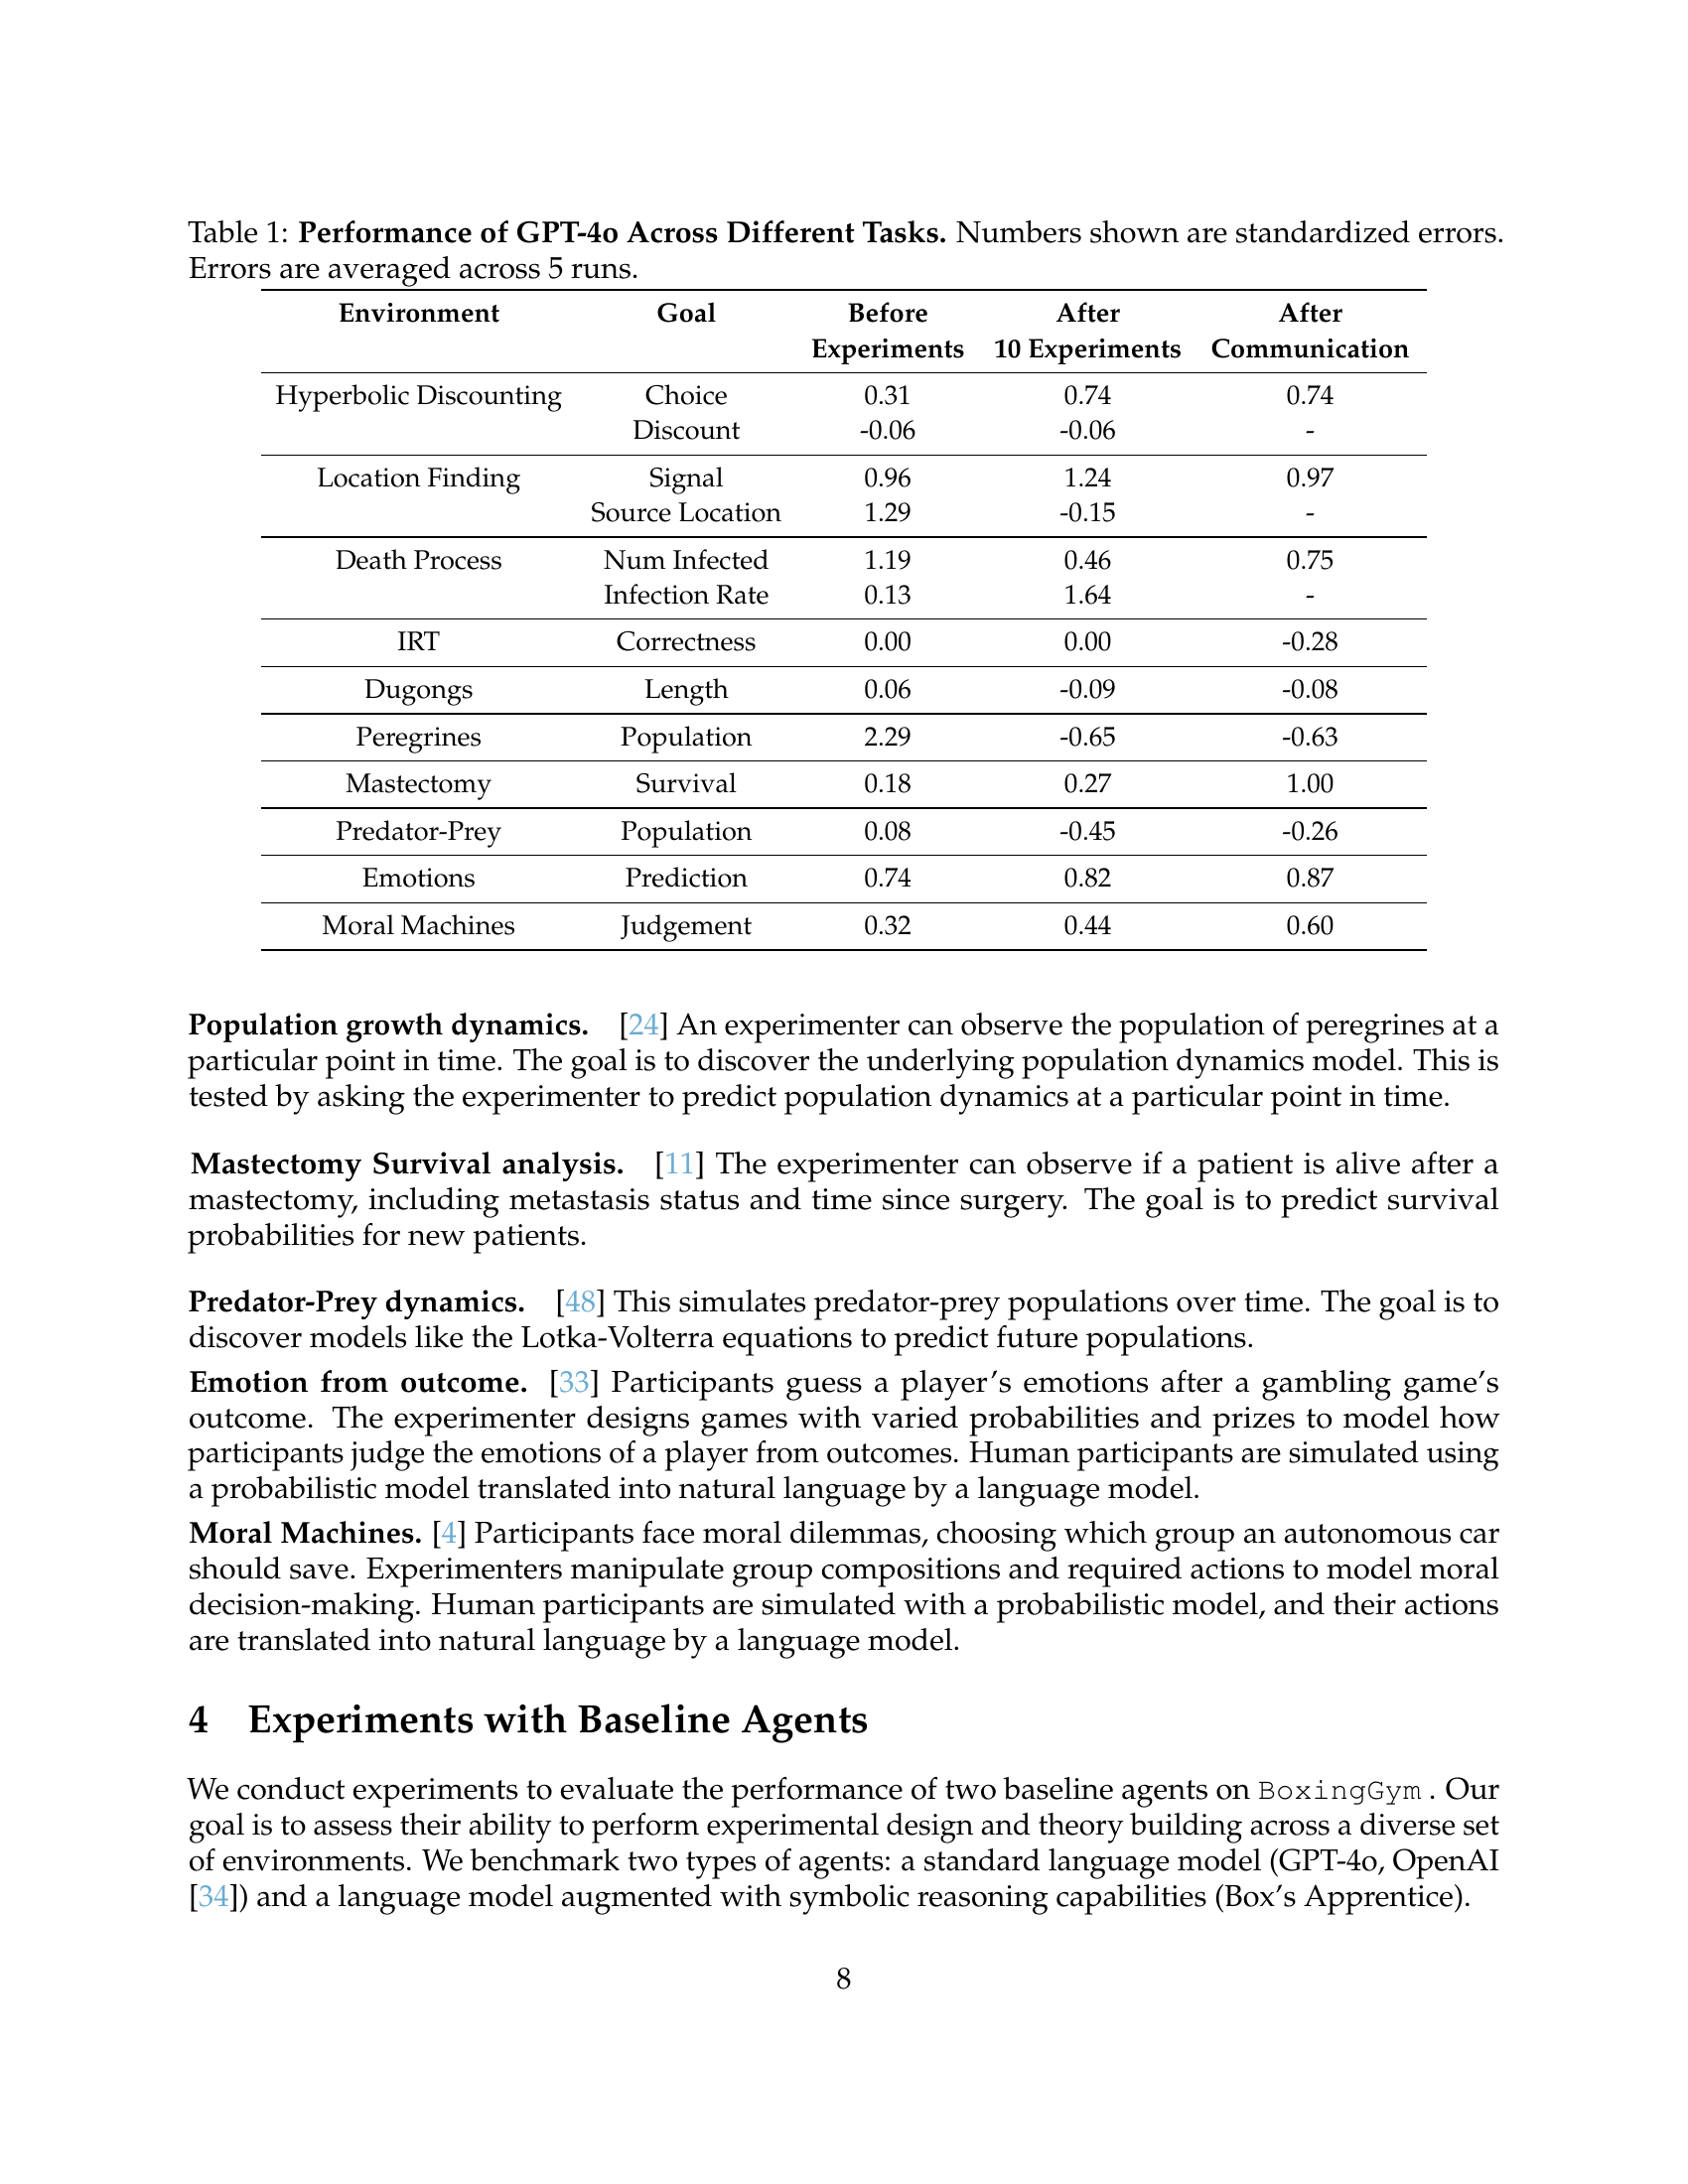 Table 1: Performance of GPT-4o Across Different Tasks. Numbers shown are standardized errors.
Errors are averaged across 5 runs.
Environment Goal Before After After
Experiments 10 Experiments Communication
Hyperbolic Discounting Choice 0.31 0.74 0.74
Discount -0.06 -0.06 -
Location Finding Signal 0.96 1.24 0.97
Source Location 1.29 -0.15 -
Death Process Num Infected 1.19 0.46 0.75
Infection Rate 0.13 1.64 -
IRT Correctness 0.00 0.00 -0.28
Dugongs Length 0.06 -0.09 -0.08
Peregrines Population 2.29 -0.65 -0.63
Mastectomy Survival 0.18 0.27 1.00
Predator-Prey Population 0.08 -0.45 -0.26
Emotions Prediction 0.74 0.82 0.87
Moral Machines Judgement 0.32 0.44 0.60
Population growth dynamics. [24] An experimenter can observe the population of peregrines at a
particular point in time. The goal is to discover the underlying population dynamics model. This is
tested by asking the experimenter to predict population dynamics at a particular point in time.
Mastectomy Survival analysis. [11] The experimenter can observe if a patient is alive after a
mastectomy, including metastasis status and time since surgery. The goal is to predict survival
probabilities for new patients.
Predator-Prey dynamics. [48] This simulates predator-prey populations over time. The goal is to
discover models like the Lotka-Volterra equations to predict future populations.
Emotion from outcome. [33] Participants guess a player's emotions after a gambling game's
outcome. The experimenter designs games with varied probabilities and prizes to model how
participants judge the emotions of a player from outcomes. Human participants are simulated using
a probabilistic model translated into natural language by a language model.
Moral Machines. [4] Participants face moral dilemmas, choosing which group an autonomous car
should save. Experimenters manipulate group compositions and required actions to model moral
decision-making. Human participants are simulated with a probabilistic model, and their actions
are translated into natural language by a language model.
4 Experiments with Baseline Agents
We conduct experiments to evaluate the performance of two baseline agents on BoxingGym . Our
goal is to assess their ability to perform experimental design and theory building across a diverse set
of environments. We benchmark two types of agents: a standard language model (GPT-4o, OpenAI
[34]) and a language model augmented with symbolic reasoning capabilities (Box's Apprentice).
8